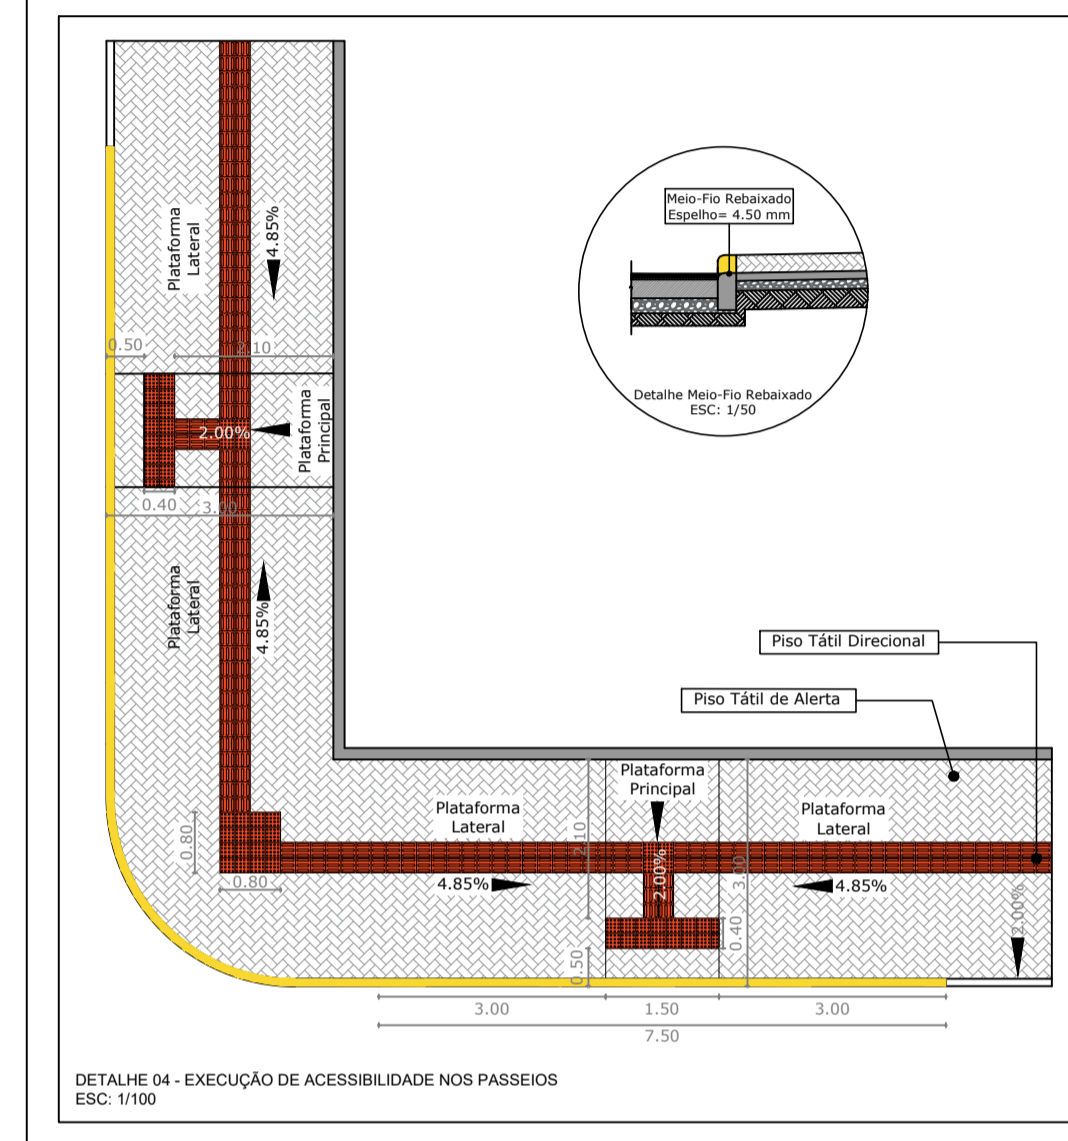 Meio-Fio Rebaixado
Espelho= 4.50 mm
Detalhe Meio-Fio Rebaixado
ESC: 1/50
Plataforma
Lateral
4.85%
0.50
2.10
2.00%
Plataforma
Principal
0.40
3.00
Plataforma
Lateral
4.85%
Piso Tátil Direcional
Piso Tátil de Alerta
Plataforma
Principal
Plataforma
Lateral
Plataforma
Lateral
0.80
0.80
2.10
2.00%
3.00
4.85%
4.85%
2.00%
0.40
0.50
3.00
1.50
3.00
7.50
DETALHE 04 - EXECUÇÃO DE ACESSIBILIDADE NOS PASSEIOS
ESC: 1/100